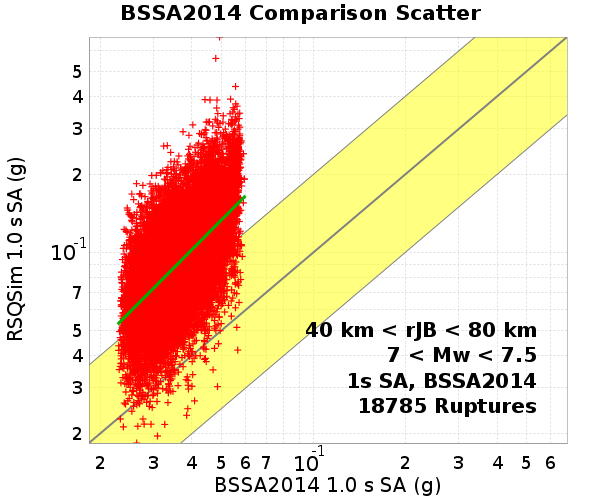 BSSA2014 Comparison Scatter
RSQSim 1.0 s SA (g)
5
4
3
2
10-1
7
5
4
3
2
40 km < rJB < 80 km
7 < Mw < 7.5
1s SA, BSSA2014
18785 Ruptures
2 3 4 5 6 7 10-1 2 3 4 5 6
BSSA2014 1.0 s SA (g)